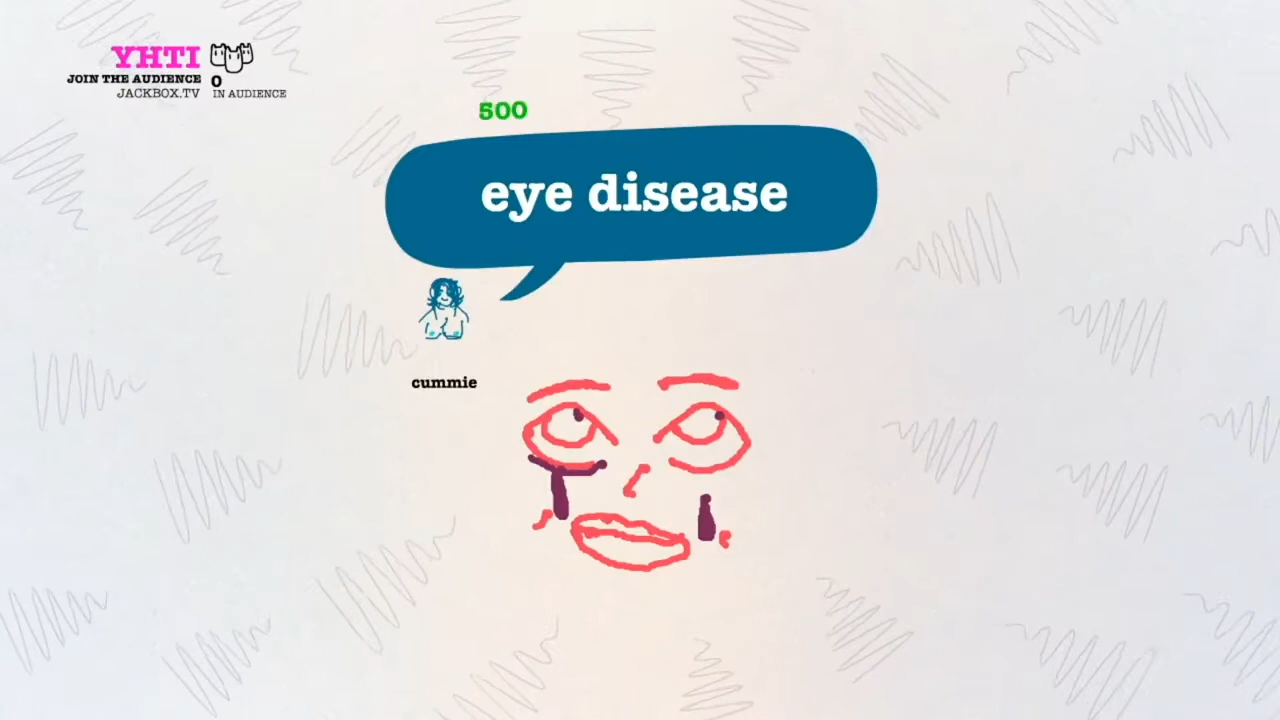 YHTI
JOIN THE AUDIENCE
JACKBOX.TV
0
IN AUDIENCE
500
eye disease
cummie